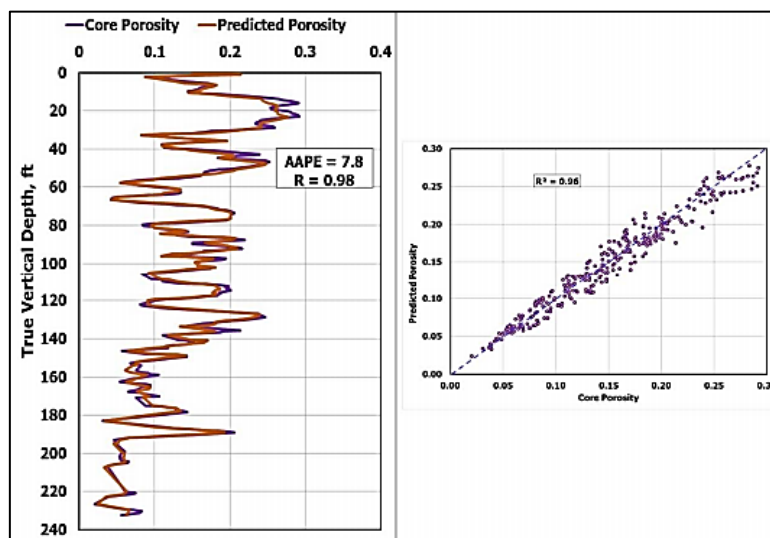 Core Porosity Predicted Porosity
0 0.1 0.2 0.3 0.4
0
20
40
60
80
100
120
140
160
180
200
220
240
True Vertical Depth, ft
AAPE = 7.8
R = 0.98
0.30
0.25
0.20
0.15
0.10
0.05
0.00
Predicted Porosity
R² = 0.96
0.00 0.05 0.10 0.15 0.20 0.25 0.3
Core Porosity